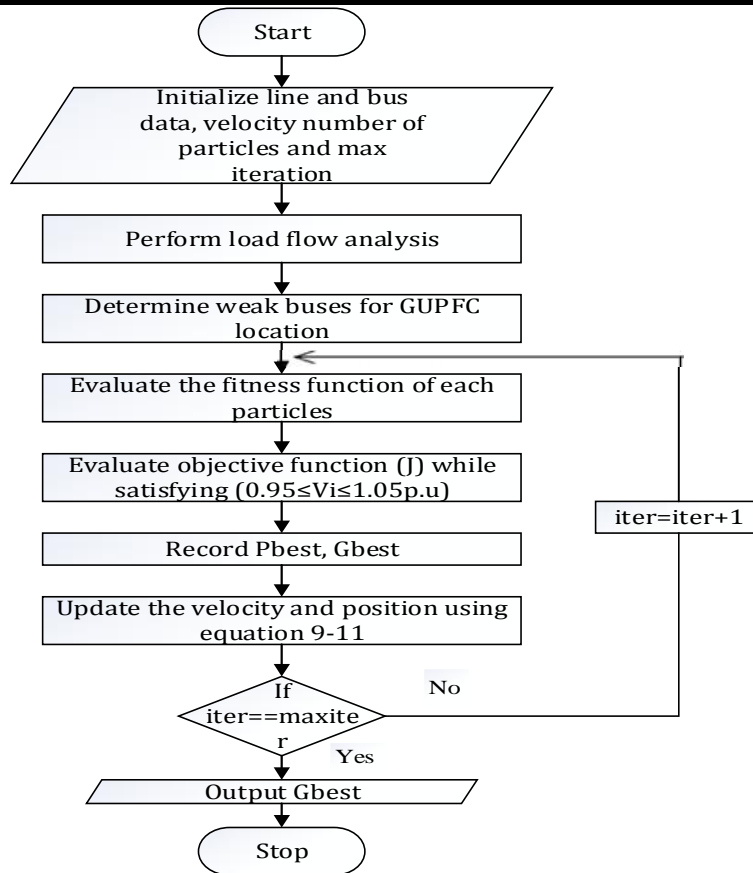 Start
Initialize line and bus
data, velocity number of
particles and max
iteration
Perform load flow analysis
Determine weak buses for GUPFC
location
Evaluate the fitness function of each
particles
Evaluate objective function (J) while
satisfying (0.95≤Vi≤1.05p.u)
iter=iter+1
Record Pbest, Gbest
Update the velocity and position using
equation 9-11
If
iter==maxite
r
No
Yes
Output Gbest
Stop